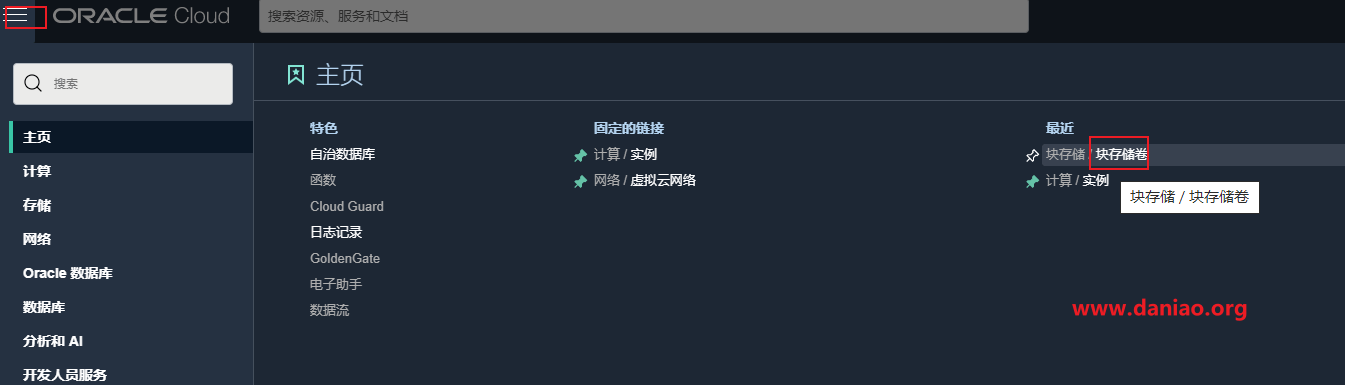 ORACLE Cloud
搜索资源、服务和文档
搜索
主页
计算
存储
网络
Oracle 数据库
数据库
分析和 AI
开发人员服务
主页
特色
自治数据库
函数
Cloud Guard
日志记录
GoldenGate
电子助手
数据流
固定的链接
计算 / 实例
网络 / 虚拟云网络
最近
块存储 / 块存储卷
计算 / 实例
块存储 / 块存储卷
www.daniao.org